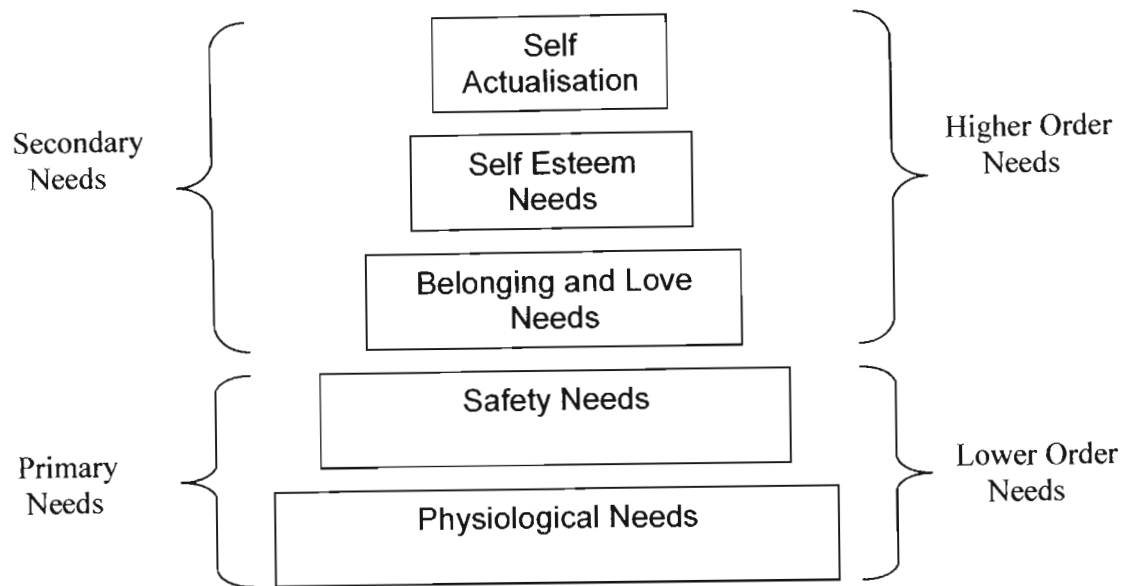 Self
Actualisation
Secondary
Needs
Higher Order
Needs
Self Esteem
Needs
Belonging and Love
Needs
Safety Needs
Primary
Needs
Lower Order
Needs
Physiological Needs